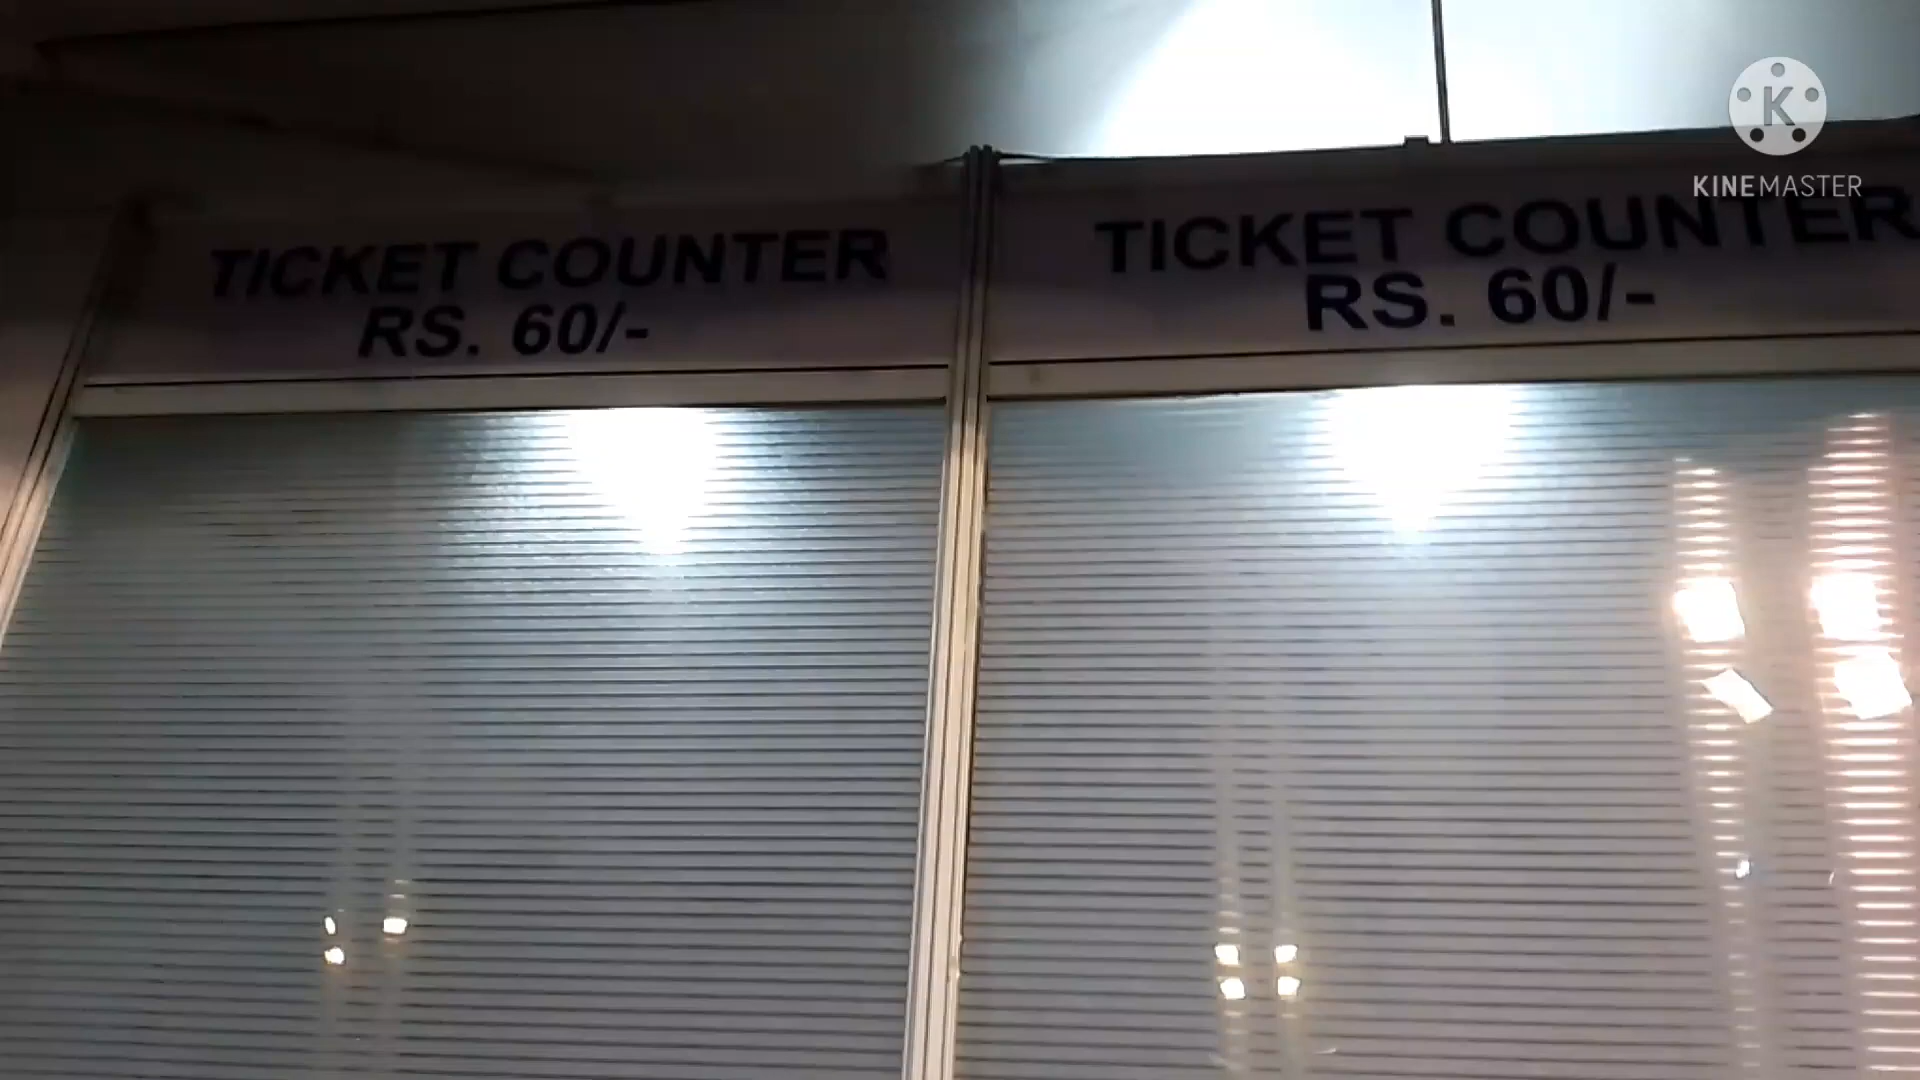 TICKET COUNTER
RS. 60/-
TICKET COUNTER
RS. 60/-
K
KINEMASTER